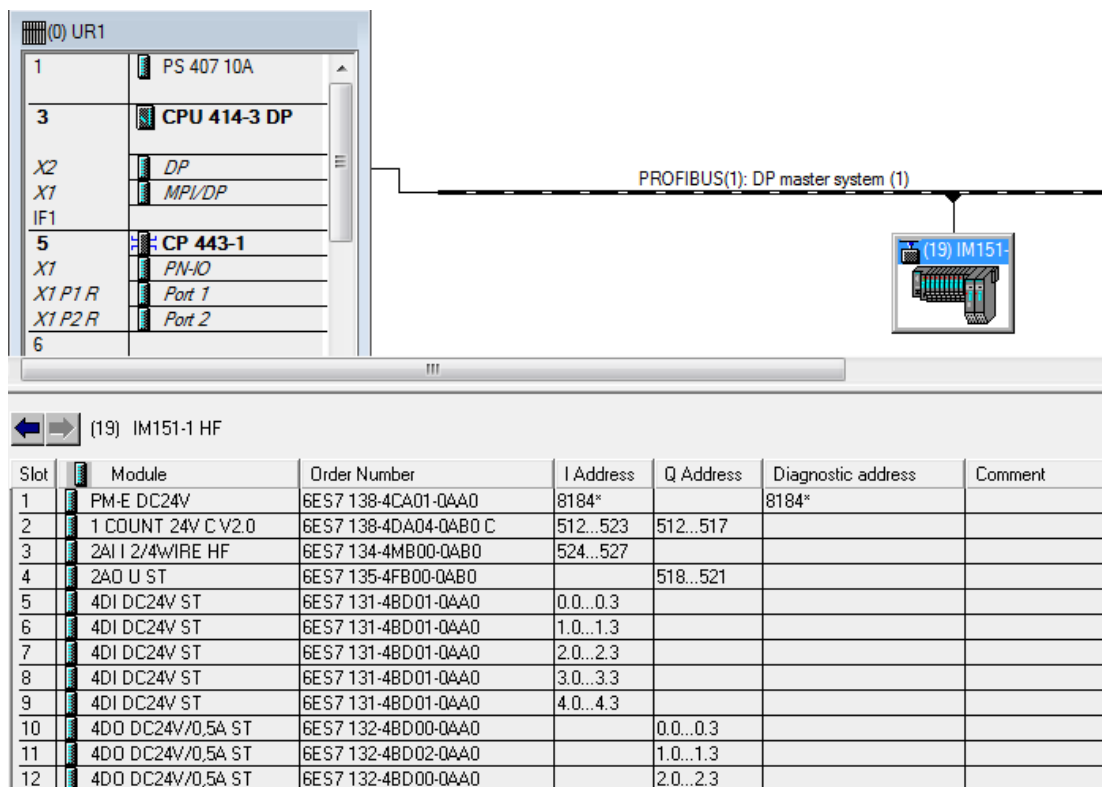 (0) UR1
1 PS 407 10A
3 CPU 414-3 DP
X2 DP
X1 MPI/DP
IF1
5 CP 443-1
X1 PN-IO
X1 P1 R Port 1
X1 P2 R Port 2
6
PROFIBUS(1): DP master system (1)
(19) IM151-
(19) IM151-1 HF
Slot Module Order Number I Address Q Address Diagnostic address Comment
1 PM-E DC24V 6ES7 138-4CA01-0AA0 8184* 8184*
2 1 COUNT 24V C V2.0 6ES7 138-4DA04-0AB0 C 512...523 512...517
3 2AI I 2/4WIRE HF 6ES7 134-4MB00-0AB0 524...527
4 2AO U ST 6ES7 135-4FB00-0AB0 518...521
5 4DI DC24V ST 6ES7 131-4BD01-0AA0 0.0...0.3
6 4DI DC24V ST 6ES7 131-4BD01-0AA0 1.0...1.3
7 4DI DC24V ST 6ES7 131-4BD01-0AA0 2.0...2.3
8 4DI DC24V ST 6ES7 131-4BD01-0AA0 3.0...3.3
9 4DI DC24V ST 6ES7 131-4BD01-0AA0 4.0...4.3
10 4DO DC24V/0,5A ST 6ES7 132-4BD00-0AA0 0.0...0.3
11 4DO DC24V/0,5A ST 6ES7 132-4BD02-0AA0 1.0...1.3
12 4DO DC24V/0,5A ST 6ES7 132-4BD00-0AA0 2.0...2.3